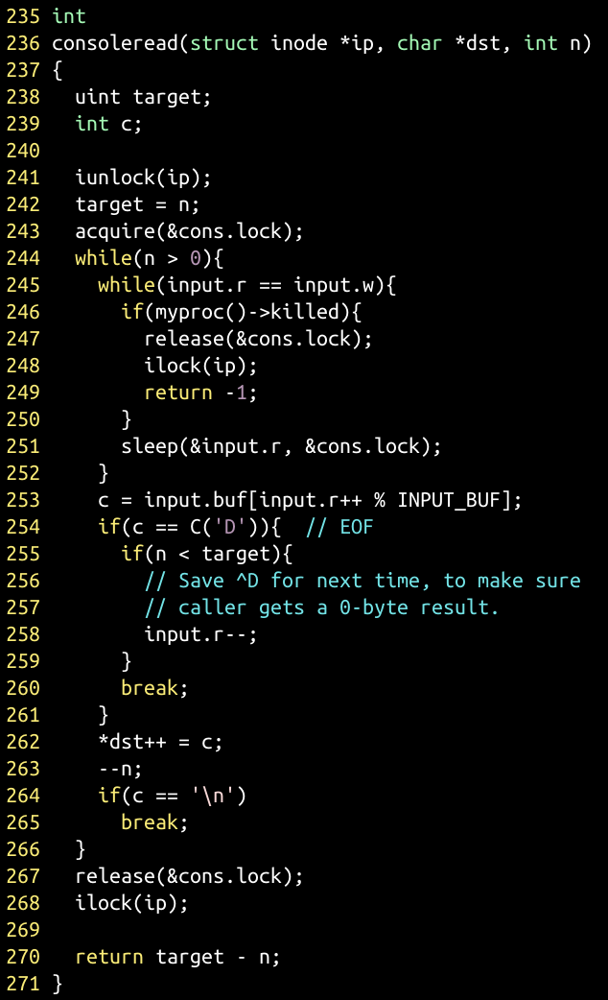 235 int
236 consoleread(struct inode *ip, char *dst, int n)
237 {
238   uint target;
239   int c;
240
241   iunlock(ip);
242   target = n;
243   acquire(&cons.lock);
244   while(n > 0){
245     while(input.r == input.w){
246       if(myproc()->killed){
247         release(&cons.lock);
248         ilock(ip);
249         return -1;
250       }
251       sleep(&input.r, &cons.lock);
252     }
253     c = input.buf[input.r++ % INPUT_BUF];
254     if(c == C('D')){  // EOF
255       if(n < target){
256         // Save ^D for next time, to make sure
257         // caller gets a 0-byte result.
258         input.r--;
259       }
260       break;
261     }
262     *dst++ = c;
263     --n;
264     if(c == '\n')
265       break;
266   }
267   release(&cons.lock);
268   ilock(ip);
269
270   return target - n;
271 }